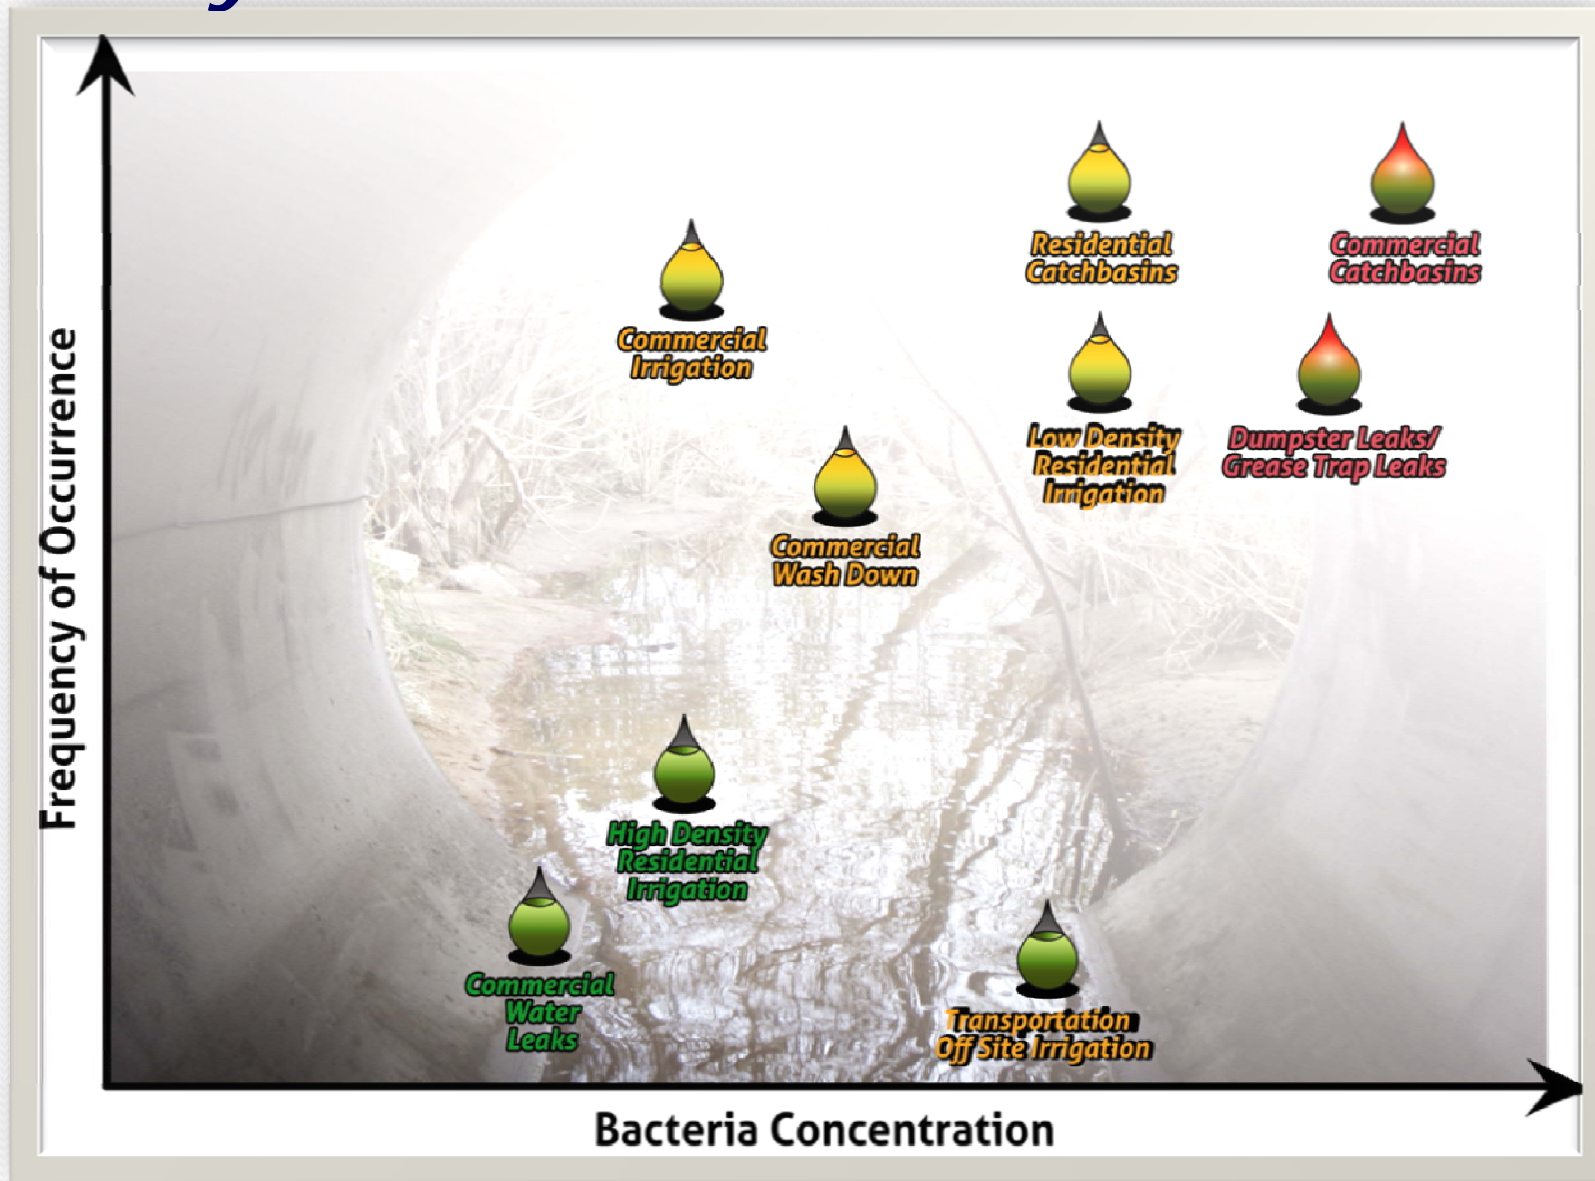 Residential
Catchbasins
Commercial
Catchbasins
Commercial
Irrigation
Low Density
Residential
Irrigation
Dumpster Leaks/
Grease Trap Leaks
Commercial
Wash Down
High Density
Residential
Irrigation
Commercial
Water
Leaks
Transportation
Off Site Irrigation
Frequency of Occurrence
Bacteria Concentration